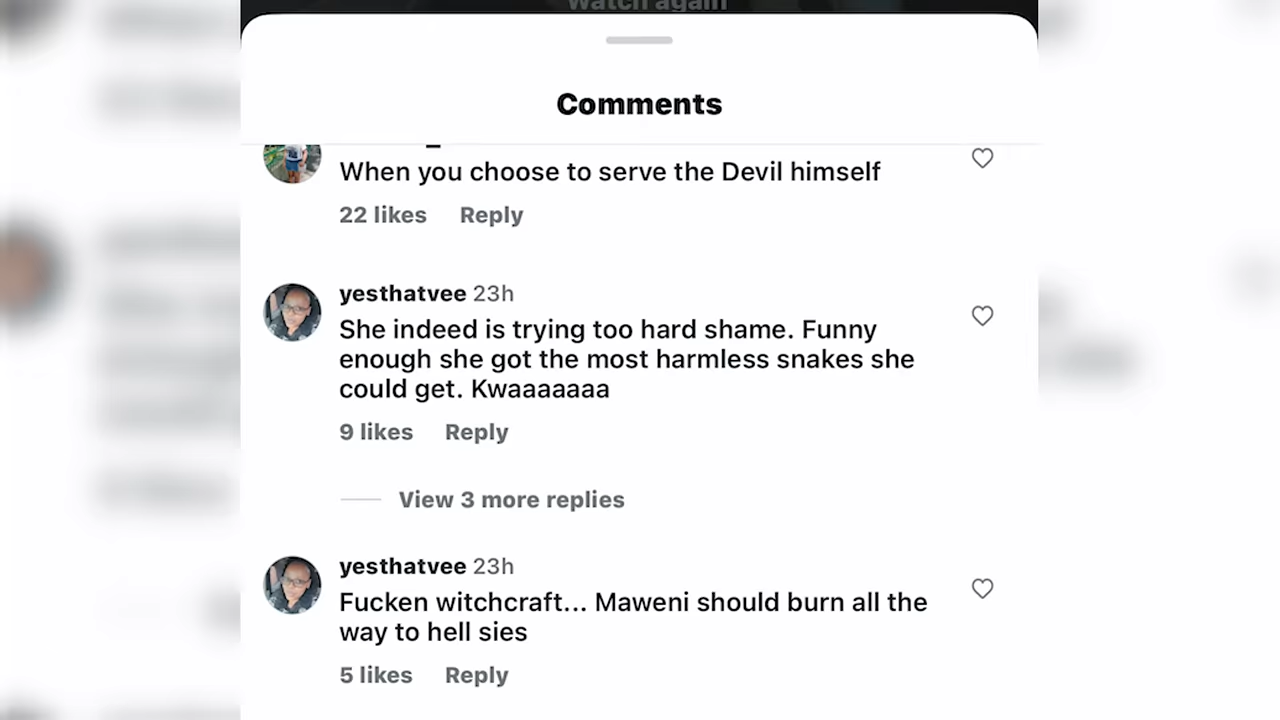 Watch again
Comments
When you choose to serve the Devil himself
22 likes Reply
yesthatvee 23h
She indeed is trying too hard shame. Funny
enough she got the most harmless snakes she
could get. Kwaaaaaaa
9 likes Reply
View 3 more replies
yesthatvee 23h
Fucken witchcraft... Maweni should burn all the
way to hell sies
5 likes Reply